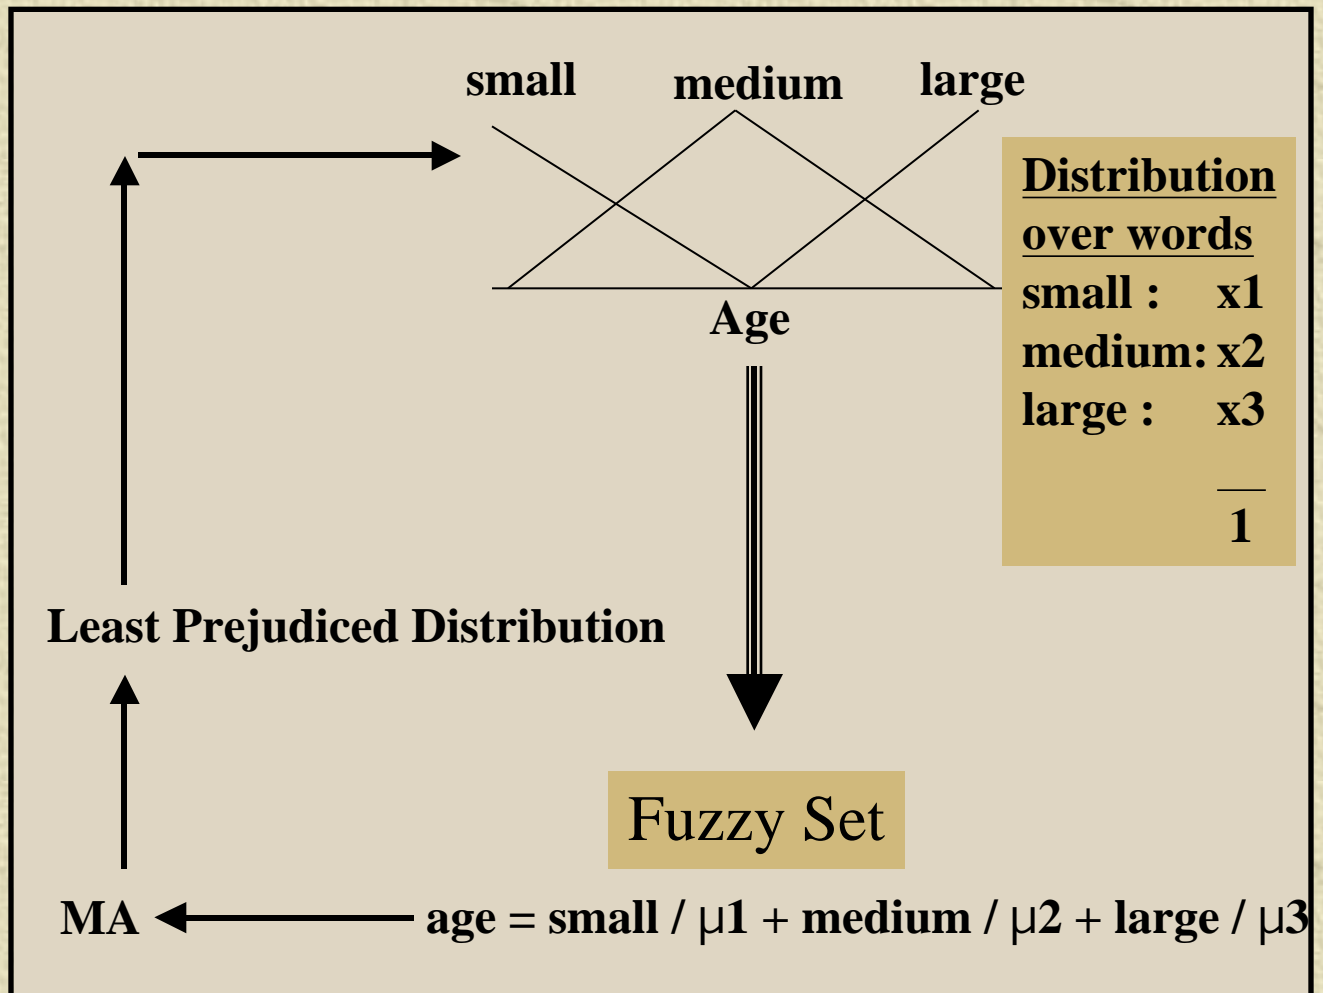 small medium large
Distribution
over words
small : x1
medium: x2
large : x3
1
Age
Least Prejudiced Distribution
Fuzzy Set
MA age = small / μ1 + medium / μ2 + large / μ3